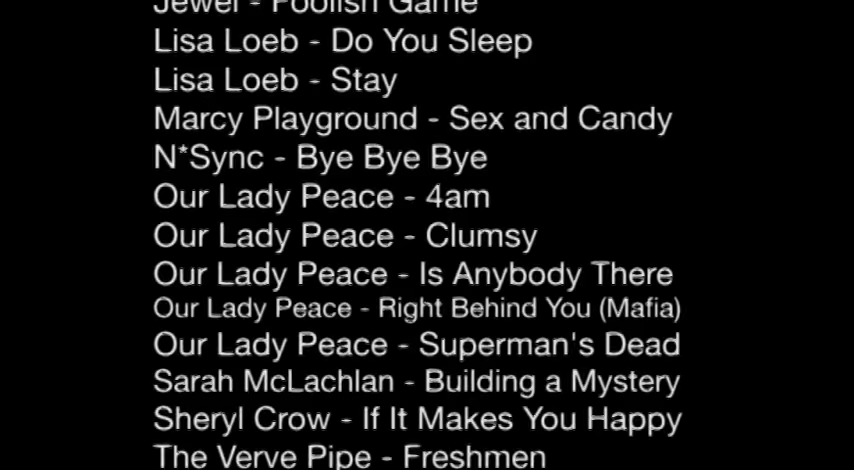 Jewel - Foolish Game
Lisa Loeb - Do You Sleep
Lisa Loeb - Stay
Marcy Playground - Sex and Candy
N*Sync - Bye Bye Bye
Our Lady Peace - 4am
Our Lady Peace - Clumsy
Our Lady Peace - Is Anybody There
Our Lady Peace - Right Behind You (Mafia)
Our Lady Peace - Superman's Dead
Sarah McLachlan - Building a Mystery
Sheryl Crow - If It Makes You Happy
The Verve Pipe - Freshmen